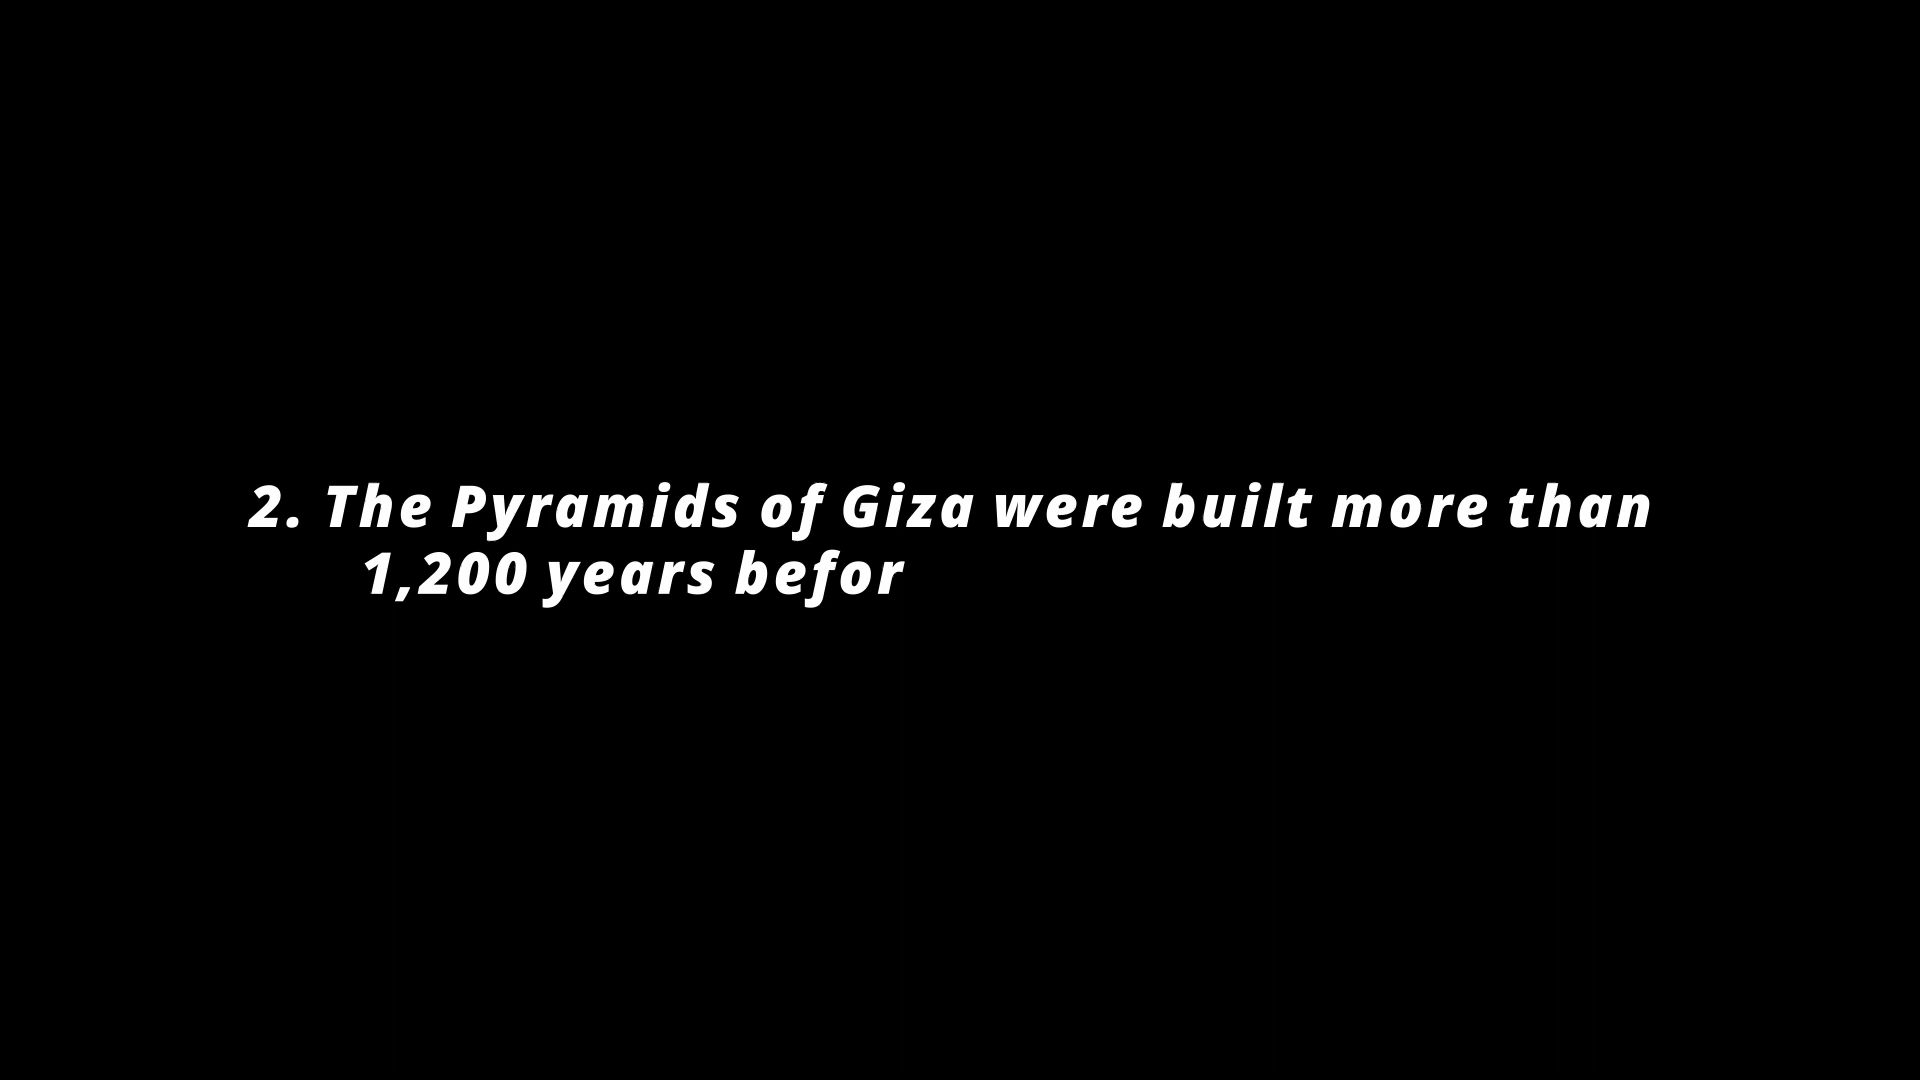 2. The Pyramids of Giza were built more than
1,200 years befor